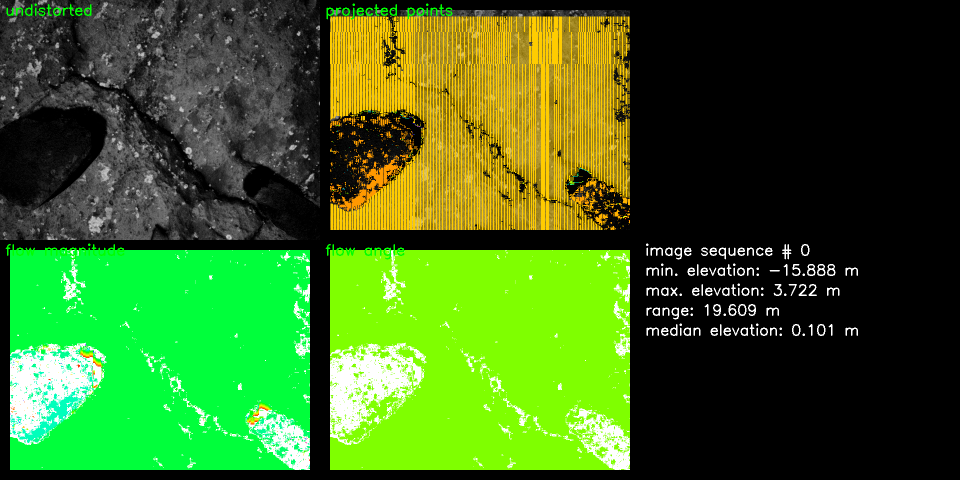 undistorted
projected points
flow magnitude
flow angle
image sequence # 0
min. elevation: −15.888 m
max. elevation: 3.722 m
range: 19.609 m
median elevation: 0.101 m